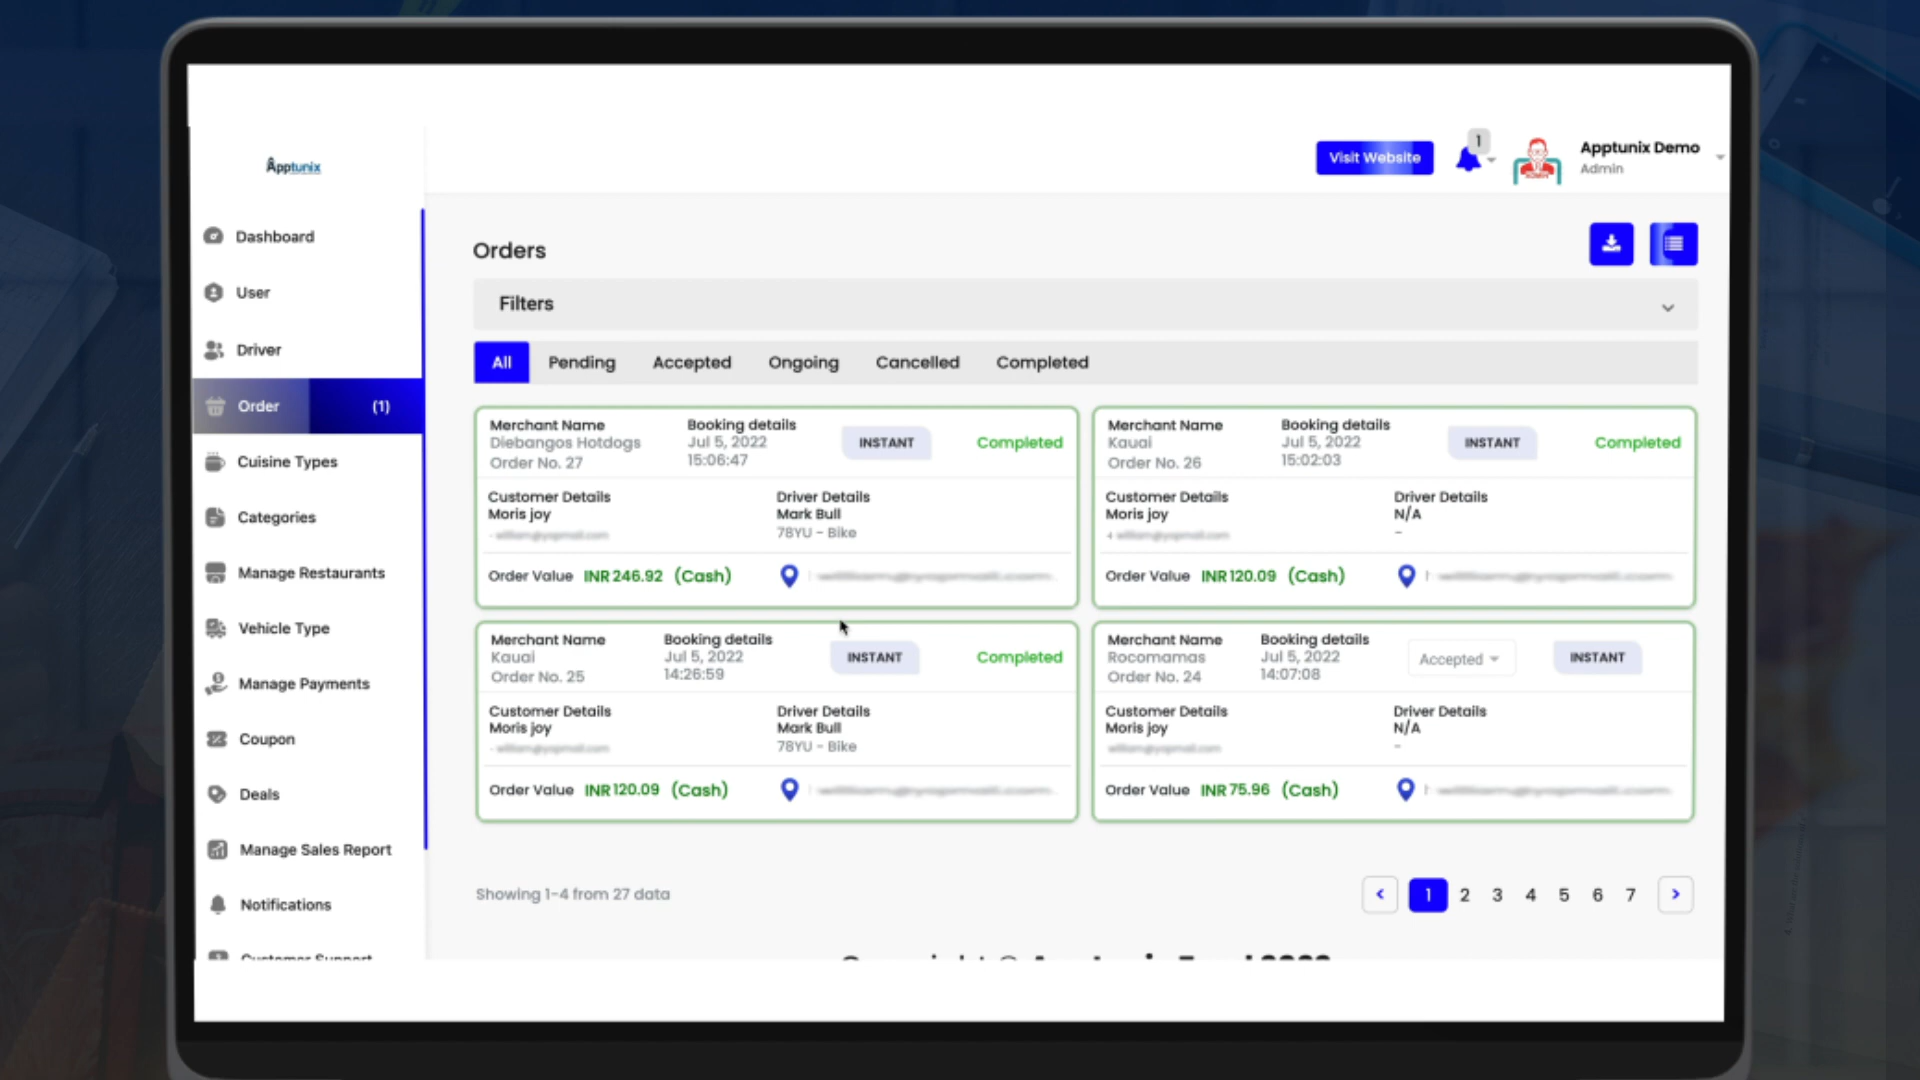 Apptunix
Visit Website
1
Apptunix Demo
Admin
Dashboard
User
Driver
Order (1)
Cuisine Types
Categories
Manage Restaurants
Vehicle Type
Manage Payments
Coupon
Deals
Manage Sales Report
Notifications
Customer Support
Orders
Filters
All Pending Accepted Ongoing Cancelled Completed
Merchant Name
Diebangos Hotdogs
Order No. 27
Booking details
Jul 5, 2022
15:06:47
INSTANT
Completed
Customer Details
Moris joy
Driver Details
Mark Bull
78YU - Bike
Order Value INR 246.92 (Cash)
Merchant Name
Kauai
Order No. 26
Booking details
Jul 5, 2022
15:02:03
INSTANT
Completed
Customer Details
Moris joy
Driver Details
N/A
-
Order Value INR 120.09 (Cash)
Merchant Name
Kauai
Order No. 25
Booking details
Jul 5, 2022
14:26:59
INSTANT
Completed
Customer Details
Moris joy
Driver Details
Mark Bull
78YU - Bike
Order Value INR 120.09 (Cash)
Merchant Name
Rocomamas
Order No. 24
Booking details
Jul 5, 2022
14:07:08
Accepted
INSTANT
Customer Details
Moris joy
Driver Details
N/A
-
Order Value INR 75.96 (Cash)
Showing 1-4 from 27 data
< 1 2 3 4 5 6 7 >